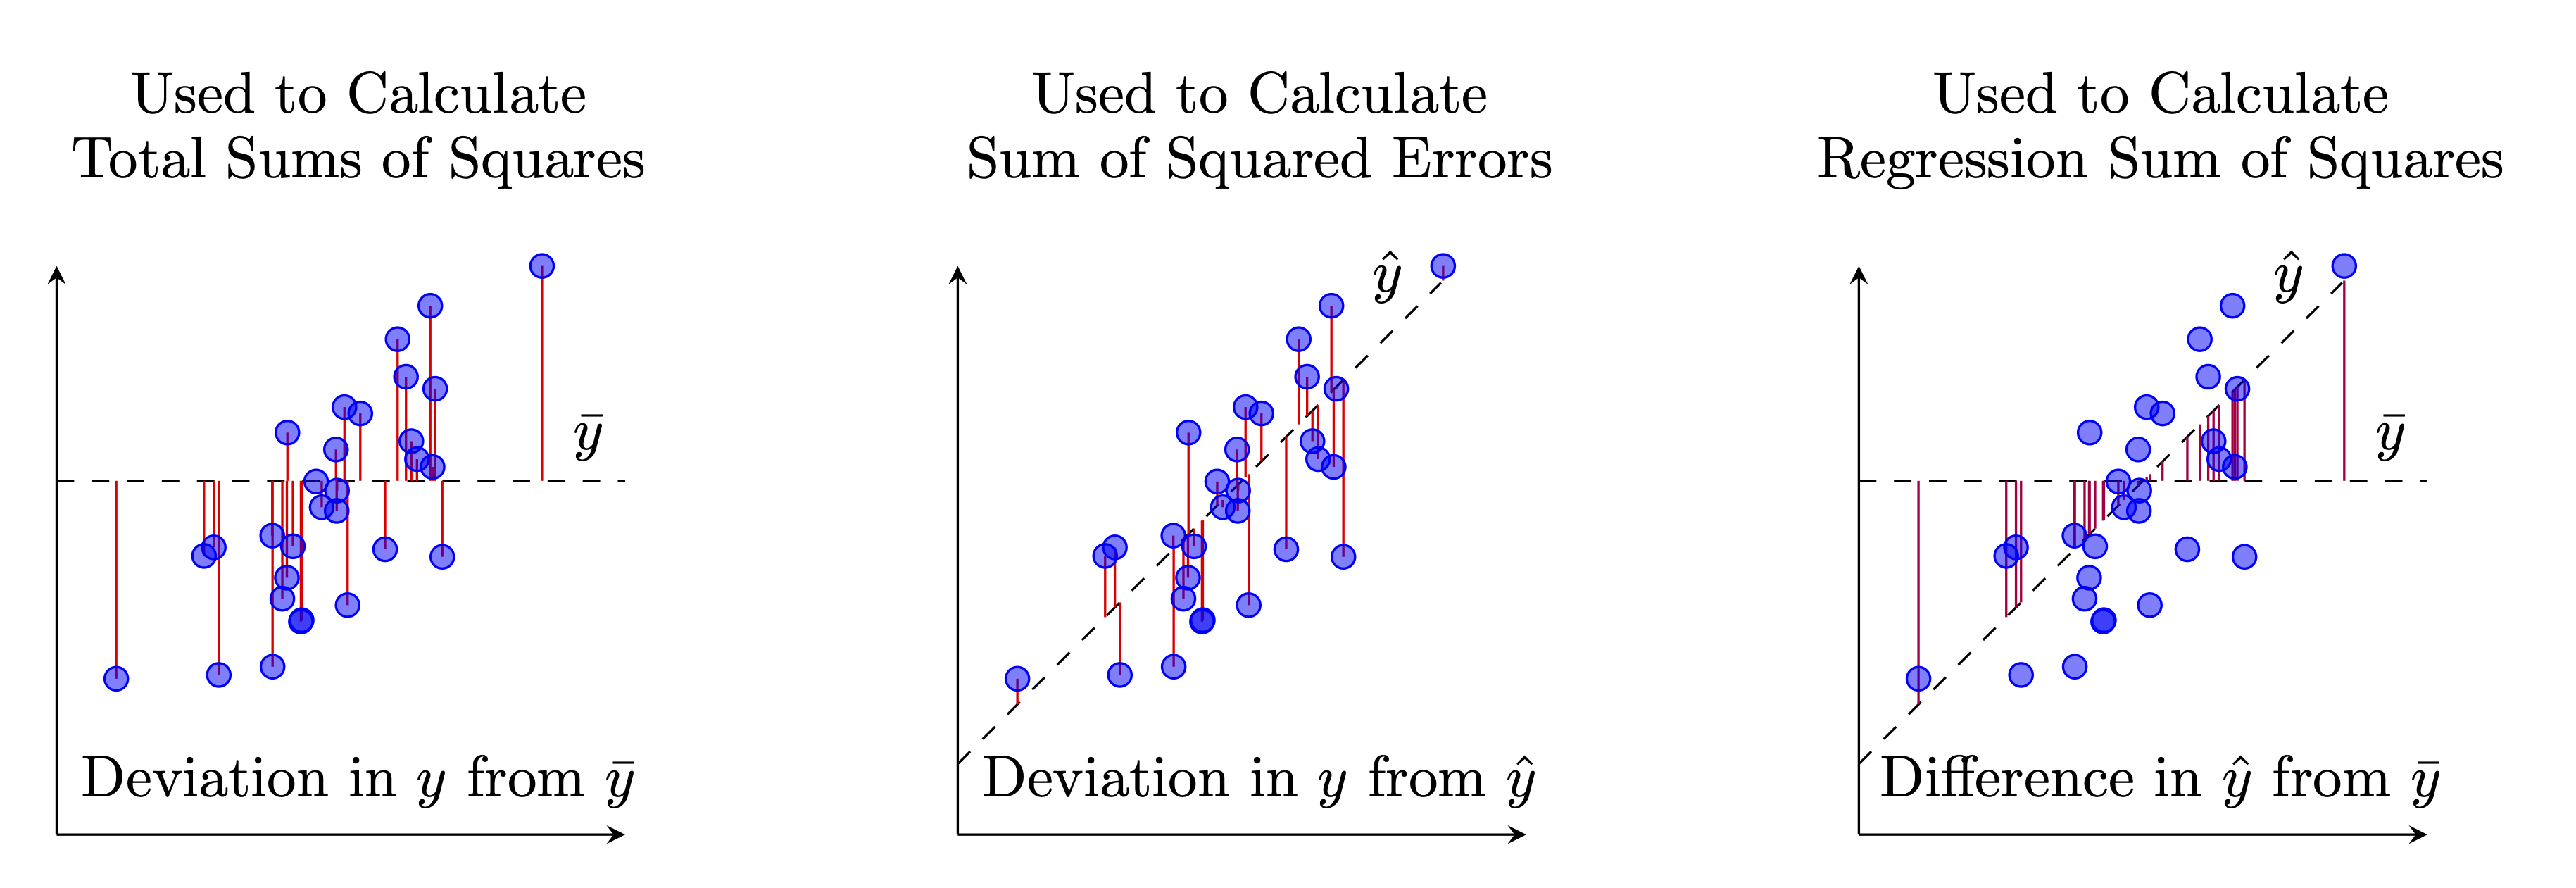 Used to Calculate
Total Sums of Squares
ȳ
Deviation in y from ȳ
Used to Calculate
Sum of Squared Errors
ŷ
Deviation in y from ŷ
Used to Calculate
Regression Sum of Squares
ŷ
ȳ
Difference in ŷ from ȳ